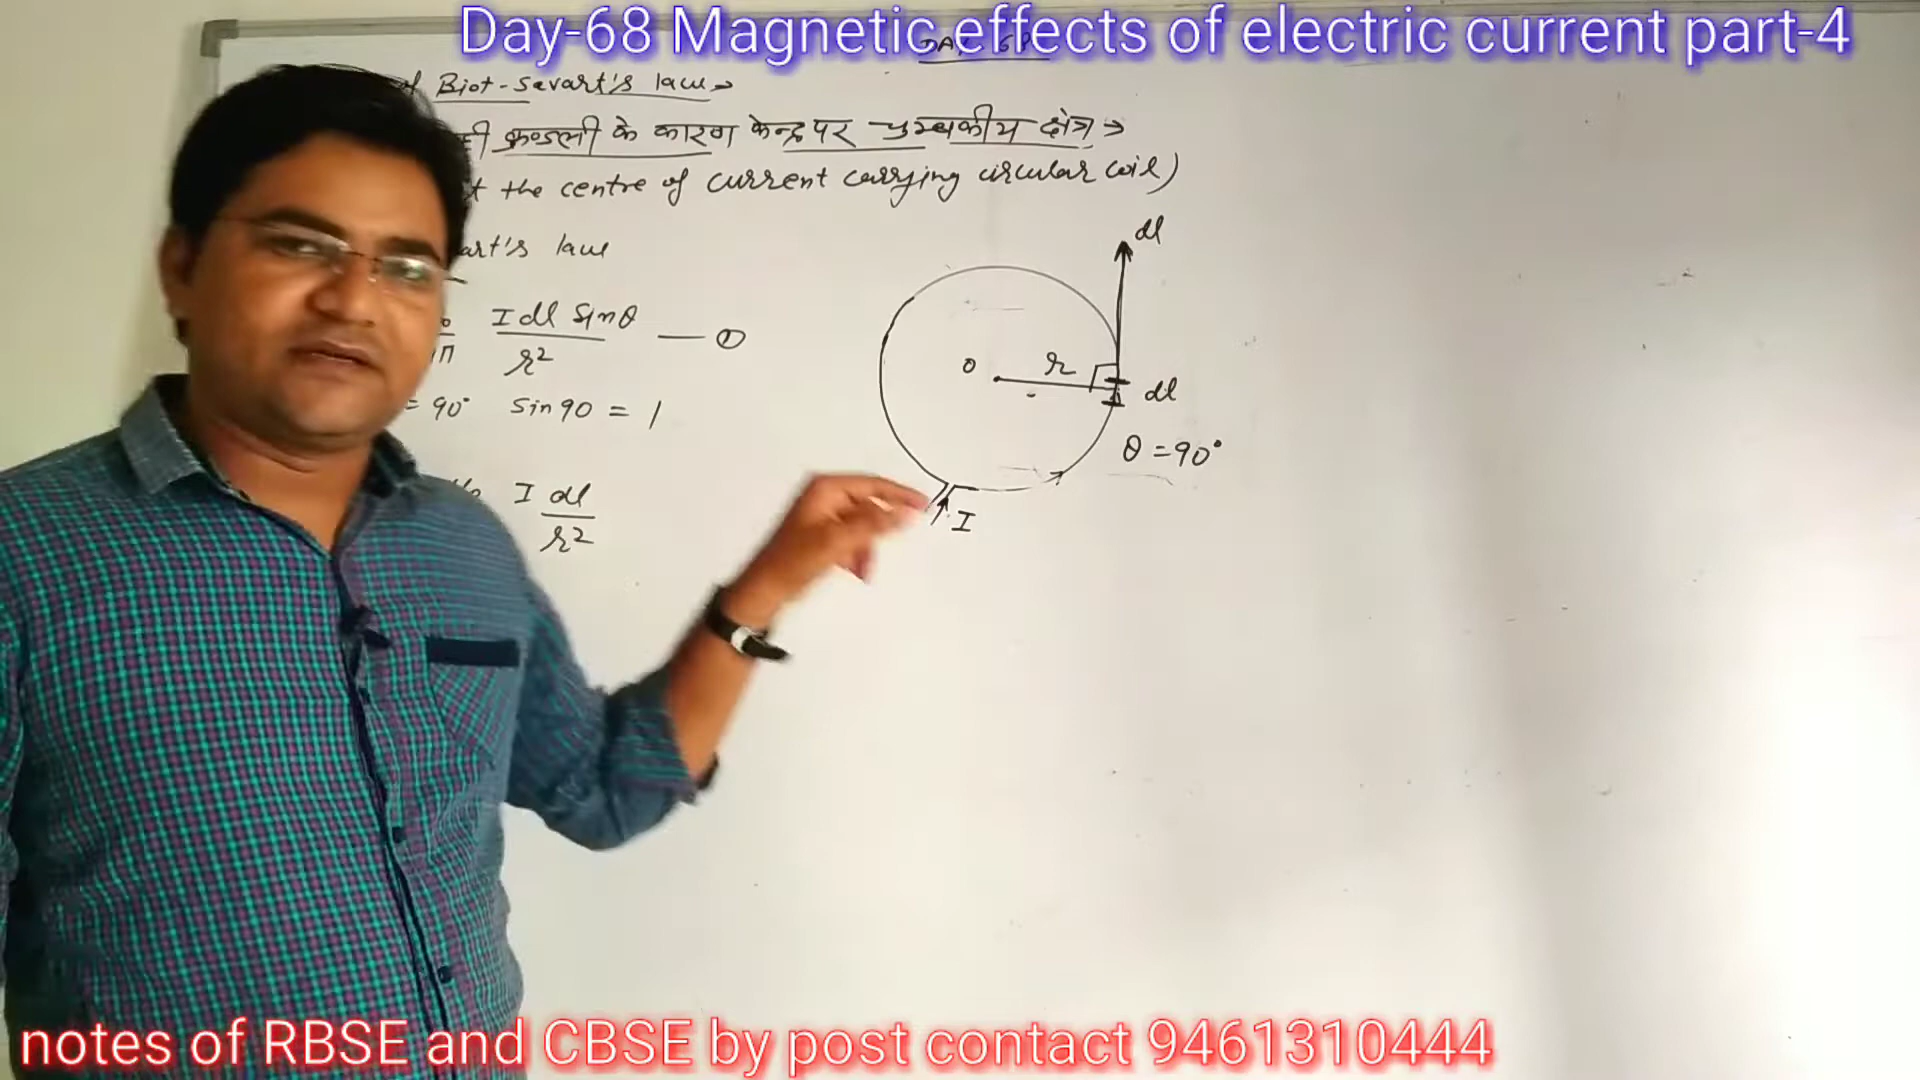 Day-68 Magnetic effects of electric current part-4
of Biot-Savart's law →
कुण्डली के कारण केन्द्र पर चुम्बकीय क्षेत्र →
the centre of current carrying circular coil)
law
I dl Sinθ
r² — ①
= 90° Sin 90 = 1
I dl
r²
dl
O r dl
θ = 90°
I
notes of RBSE and CBSE by post contact 9461310444